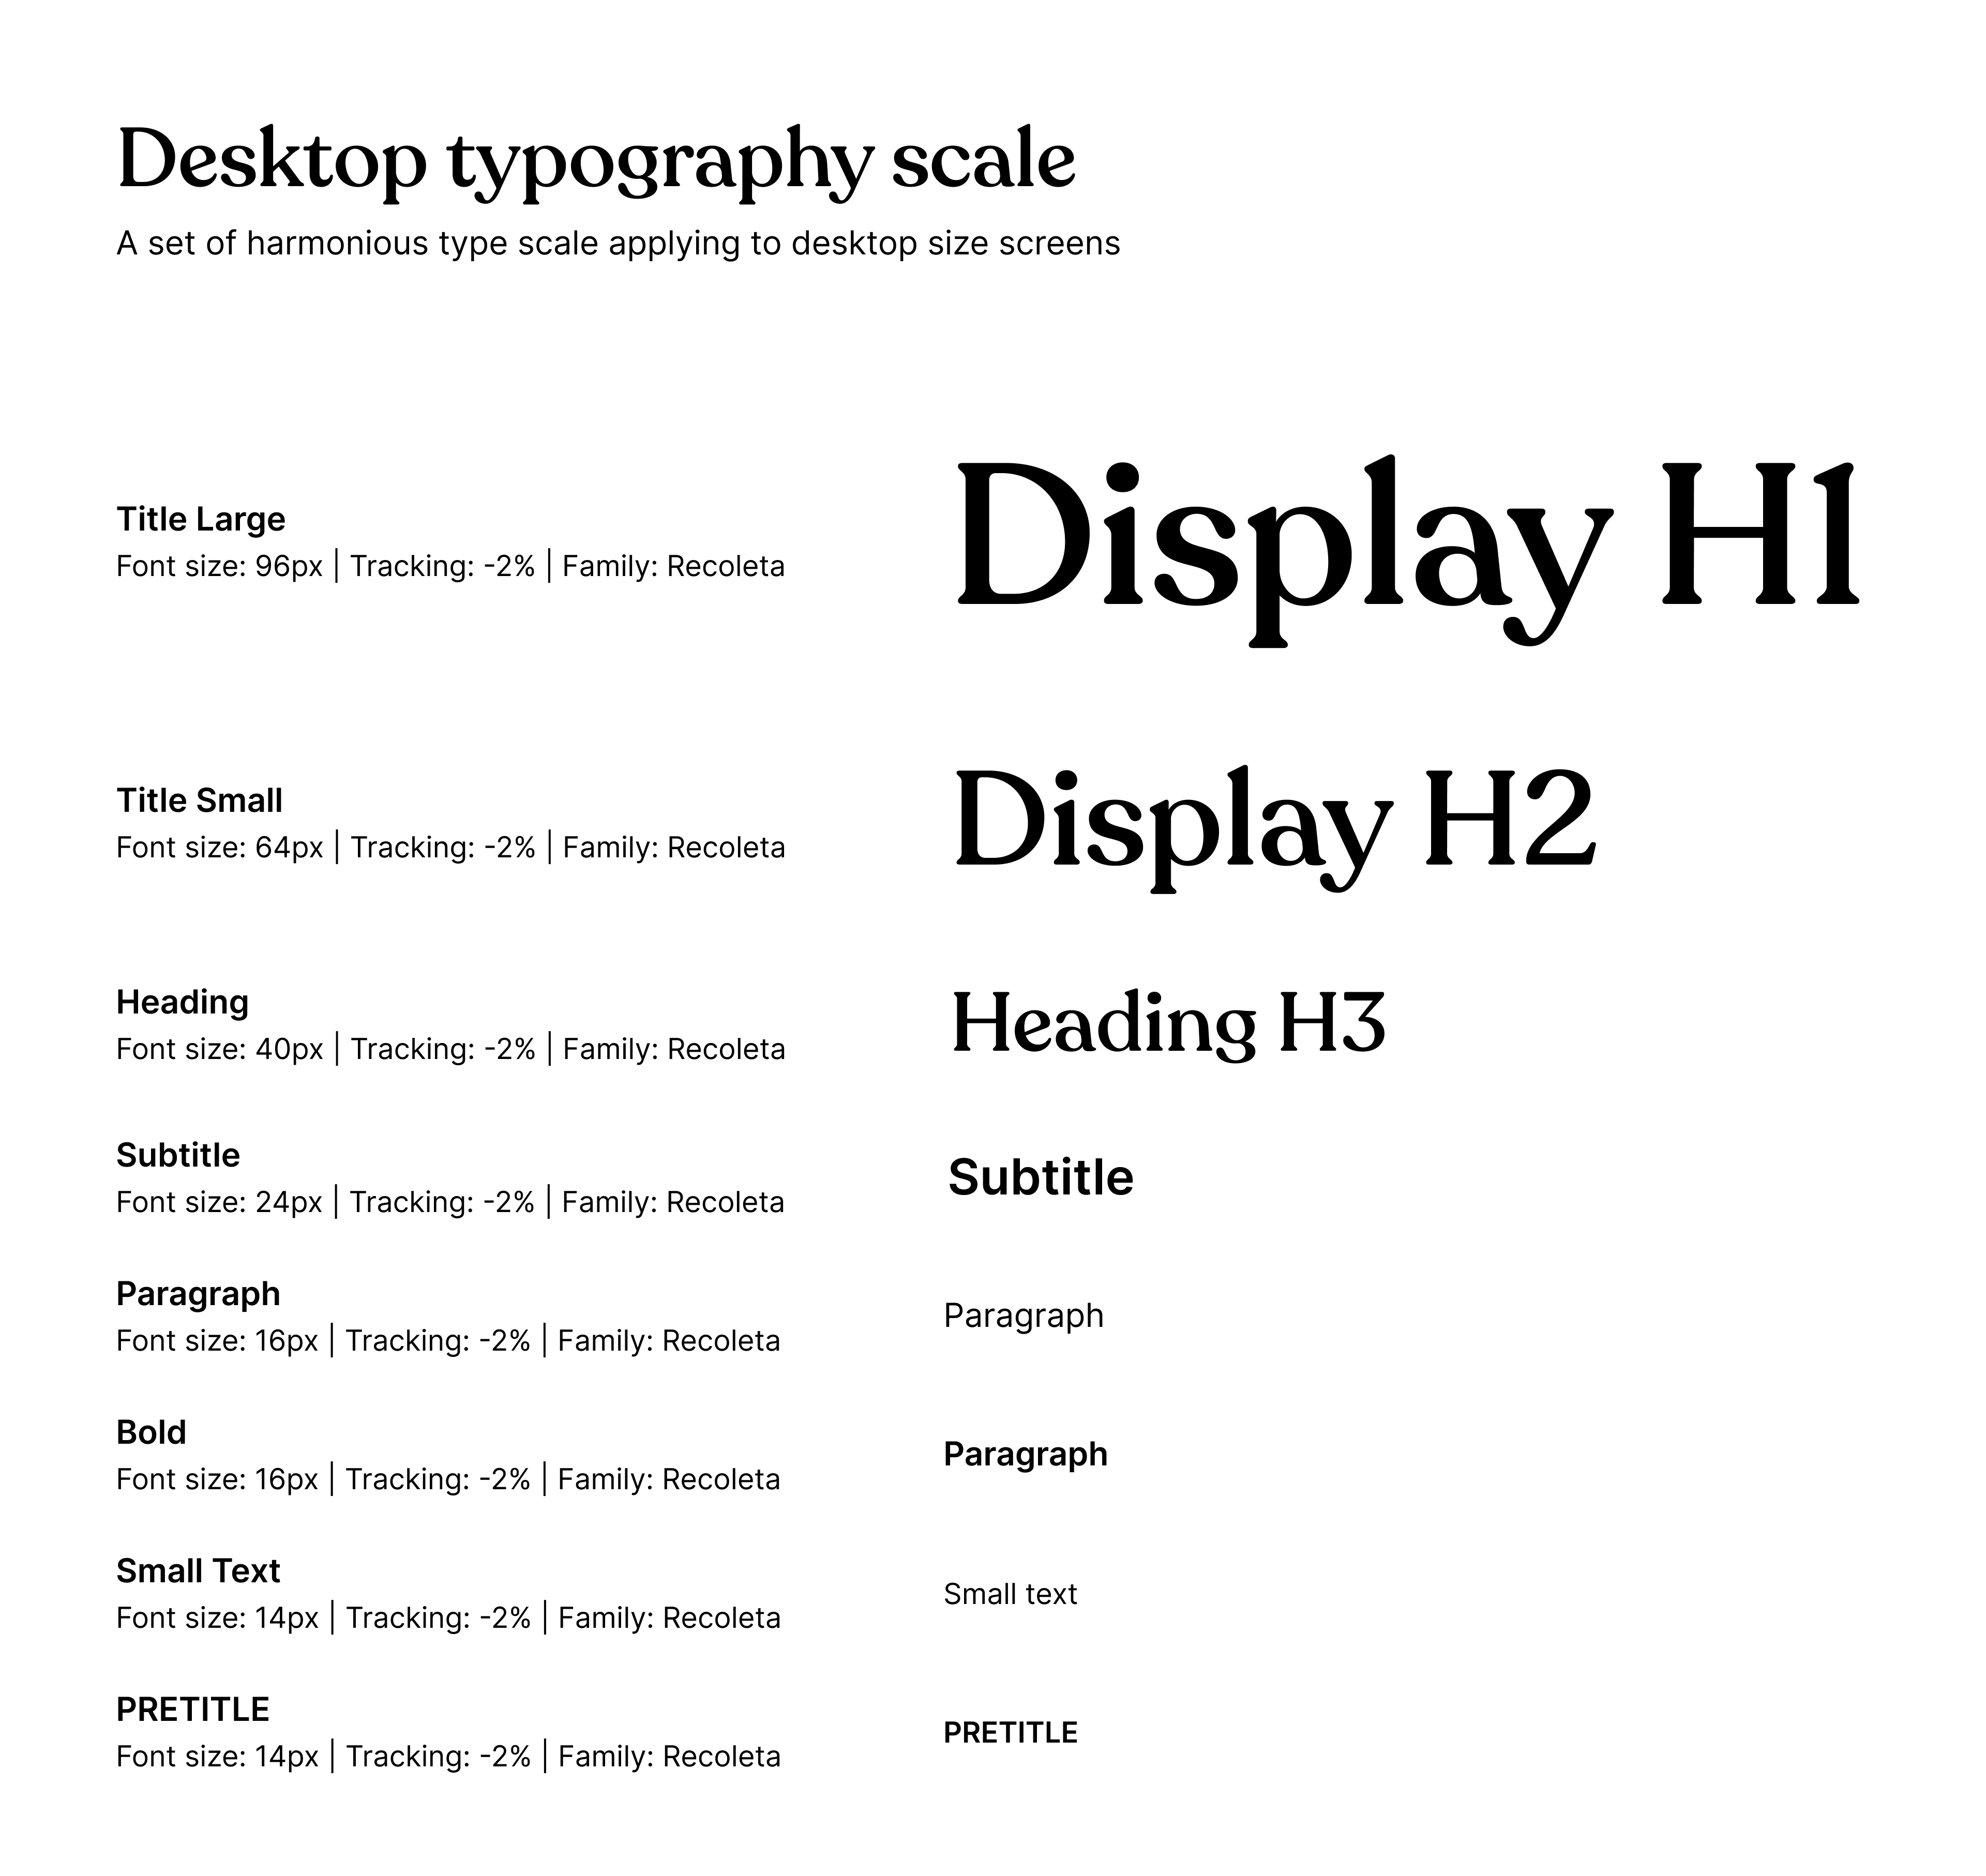 Desktop typography scale
A set of harmonious type scale applying to desktop size screens
Title Large
Font size: 96px | Tracking: -2% | Family: Recoleta
Display H1
Title Small
Font size: 64px | Tracking: -2% | Family: Recoleta
Display H2
Heading
Font size: 40px | Tracking: -2% | Family: Recoleta
Heading H3
Subtitle
Font size: 24px | Tracking: -2% | Family: Recoleta
Subtitle
Paragraph
Font size: 16px | Tracking: -2% | Family: Recoleta
Paragraph
Bold
Font size: 16px | Tracking: -2% | Family: Recoleta
Paragraph
Small Text
Font size: 14px | Tracking: -2% | Family: Recoleta
Small text
PRETITLE
Font size: 14px | Tracking: -2% | Family: Recoleta
PRETITLE